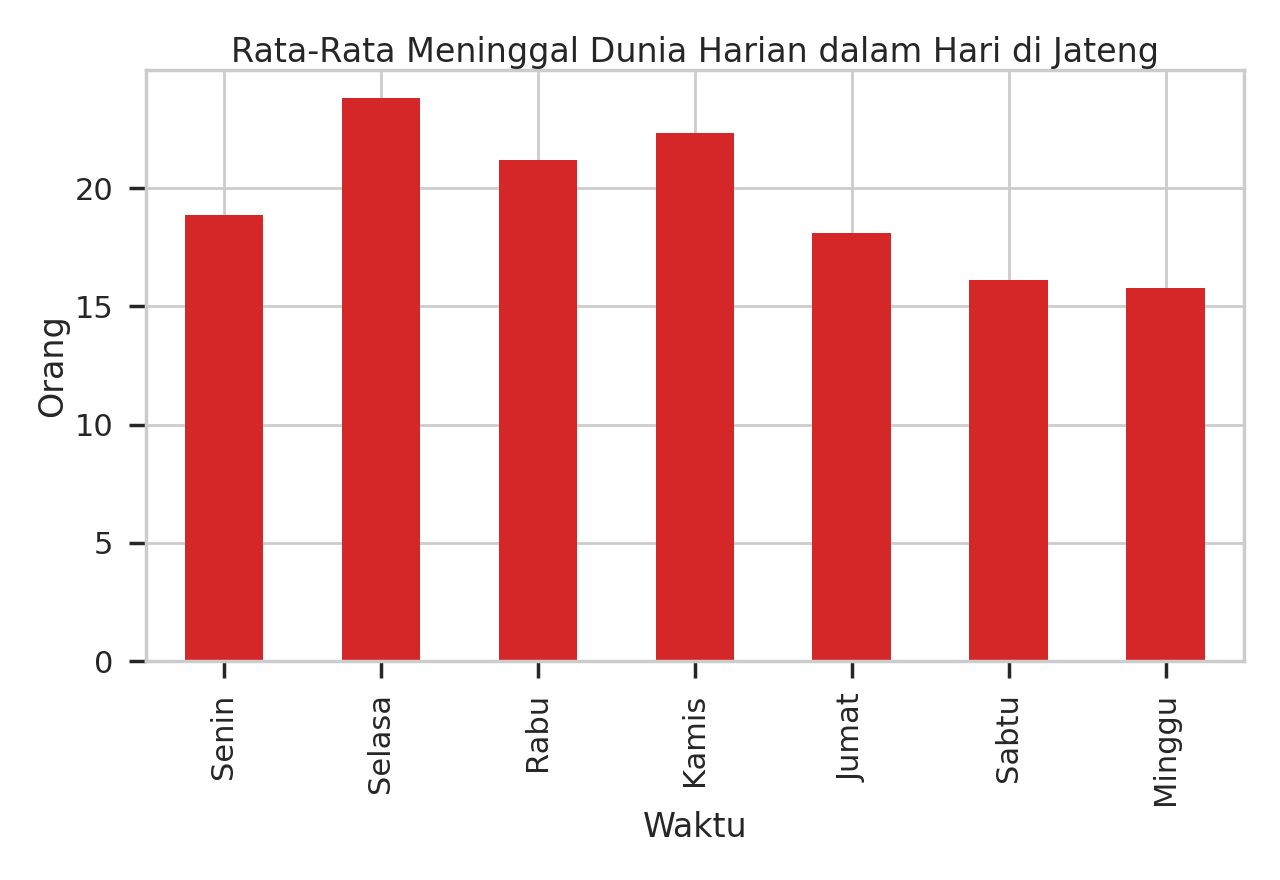 Rata-Rata Meninggal Dunia Harian dalam Hari di Jateng
Orang
20
15
10
5
0
Senin
Selasa
Rabu
Kamis
Jumat
Sabtu
Minggu
Waktu